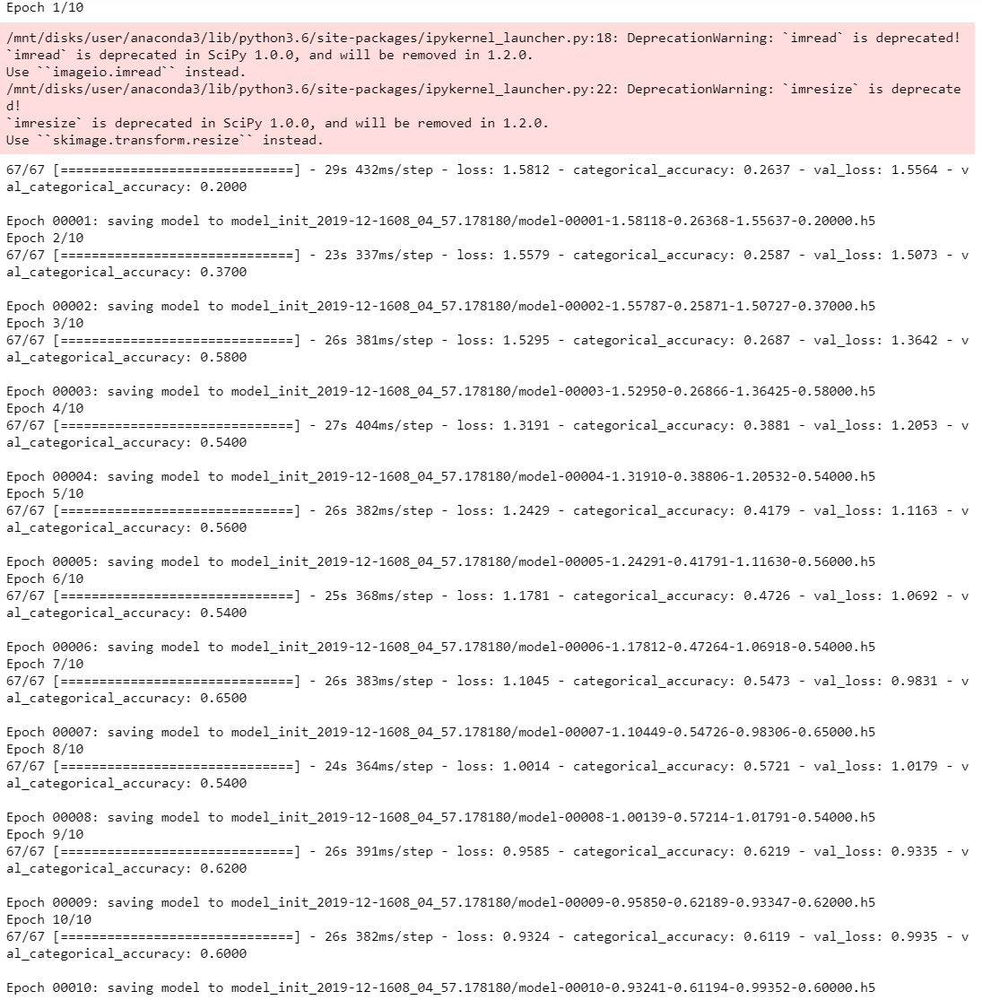 Epoch 1/10
/mnt/disks/user/anaconda3/lib/python3.6/site-packages/ipykernel_launcher.py:18: DeprecationWarning: `imread` is deprecated!
`imread` is deprecated in SciPy 1.0.0, and will be removed in 1.2.0.
Use ``imageio.imread`` instead.
/mnt/disks/user/anaconda3/lib/python3.6/site-packages/ipykernel_launcher.py:22: DeprecationWarning: `imresize` is deprecate
d!
`imresize` is deprecated in SciPy 1.0.0, and will be removed in 1.2.0.
Use ``skimage.transform.resize`` instead.
67/67 [==============================] - 29s 432ms/step - loss: 1.5812 - categorical_accuracy: 0.2637 - val_loss: 1.5564 - v
al_categorical_accuracy: 0.2000
Epoch 00001: saving model to model_init_2019-12-1608_04_57.178180/model-00001-1.58118-0.26368-1.55637-0.20000.h5
Epoch 2/10
67/67 [==============================] - 23s 337ms/step - loss: 1.5579 - categorical_accuracy: 0.2587 - val_loss: 1.5073 - v
al_categorical_accuracy: 0.3700
Epoch 00002: saving model to model_init_2019-12-1608_04_57.178180/model-00002-1.55787-0.25871-1.50727-0.37000.h5
Epoch 3/10
67/67 [==============================] - 26s 381ms/step - loss: 1.5295 - categorical_accuracy: 0.2687 - val_loss: 1.3642 - v
al_categorical_accuracy: 0.5800
Epoch 00003: saving model to model_init_2019-12-1608_04_57.178180/model-00003-1.52950-0.26866-1.36425-0.58000.h5
Epoch 4/10
67/67 [==============================] - 27s 404ms/step - loss: 1.3191 - categorical_accuracy: 0.3881 - val_loss: 1.2053 - v
al_categorical_accuracy: 0.5400
Epoch 00004: saving model to model_init_2019-12-1608_04_57.178180/model-00004-1.31910-0.38806-1.20532-0.54000.h5
Epoch 5/10
67/67 [==============================] - 26s 382ms/step - loss: 1.2429 - categorical_accuracy: 0.4179 - val_loss: 1.1163 - v
al_categorical_accuracy: 0.5600
Epoch 00005: saving model to model_init_2019-12-1608_04_57.178180/model-00005-1.24291-0.41791-1.11630-0.56000.h5
Epoch 6/10
67/67 [==============================] - 25s 368ms/step - loss: 1.1781 - categorical_accuracy: 0.4726 - val_loss: 1.0692 - v
al_categorical_accuracy: 0.5400
Epoch 00006: saving model to model_init_2019-12-1608_04_57.178180/model-00006-1.17812-0.47264-1.06918-0.54000.h5
Epoch 7/10
67/67 [==============================] - 26s 383ms/step - loss: 1.1045 - categorical_accuracy: 0.5473 - val_loss: 0.9831 - v
al_categorical_accuracy: 0.6500
Epoch 00007: saving model to model_init_2019-12-1608_04_57.178180/model-00007-1.10449-0.54726-0.98306-0.65000.h5
Epoch 8/10
67/67 [==============================] - 24s 364ms/step - loss: 1.0014 - categorical_accuracy: 0.5721 - val_loss: 1.0179 - v
al_categorical_accuracy: 0.5400
Epoch 00008: saving model to model_init_2019-12-1608_04_57.178180/model-00008-1.00139-0.57214-1.01791-0.54000.h5
Epoch 9/10
67/67 [==============================] - 26s 391ms/step - loss: 0.9585 - categorical_accuracy: 0.6219 - val_loss: 0.9335 - v
al_categorical_accuracy: 0.6200
Epoch 00009: saving model to model_init_2019-12-1608_04_57.178180/model-00009-0.95850-0.62189-0.93347-0.62000.h5
Epoch 10/10
67/67 [==============================] - 26s 382ms/step - loss: 0.9324 - categorical_accuracy: 0.6119 - val_loss: 0.9935 - v
al_categorical_accuracy: 0.6000
Epoch 00010: saving model to model_init_2019-12-1608_04_57.178180/model-00010-0.93241-0.61194-0.99352-0.60000.h5